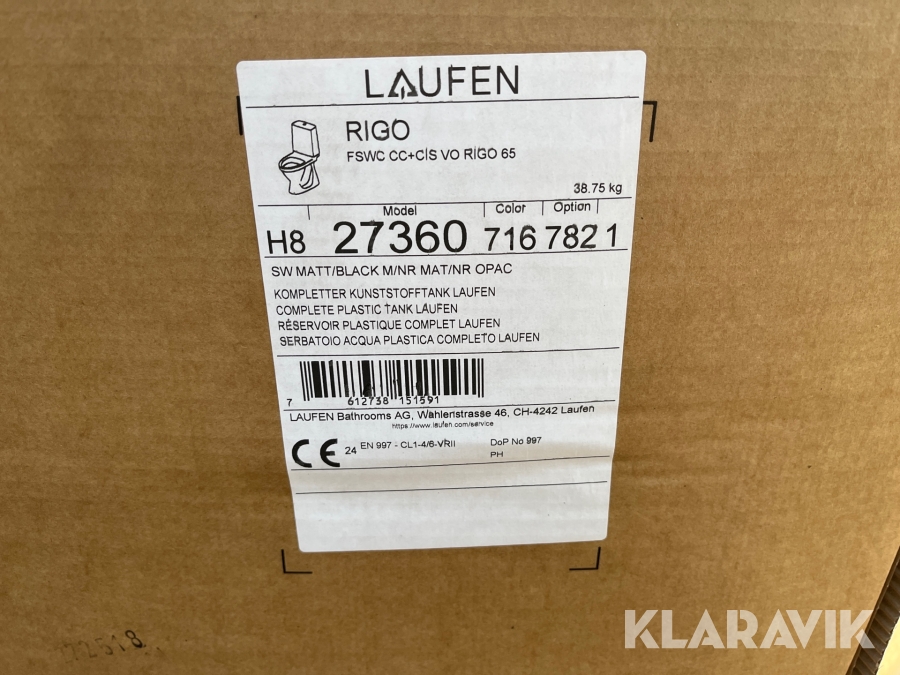 LAUFEN
RIGO
FSWC CC+CIS VO RIGO 65
38.75 kg
Model Color Option
H8 27360 716 782 1
SW MATT/BLACK M/NR MAT/NR OPAC
KOMPLETTER KUNSTSTOFFTANK LAUFEN
COMPLETE PLASTIC TANK LAUFEN
RÉSERVOIR PLASTIQUE COMPLET LAUFEN
SERBATOIO ACQUA PLASTICA COMPLETO LAUFEN
7 612738 151591
LAUFEN Bathrooms AG, Wahlenstrasse 46, CH-4242 Laufen
https://www.laufen.com/service
CE 24 EN 997 - CL1-4/6-VRII DoP No 997
PH
KLARAVIK